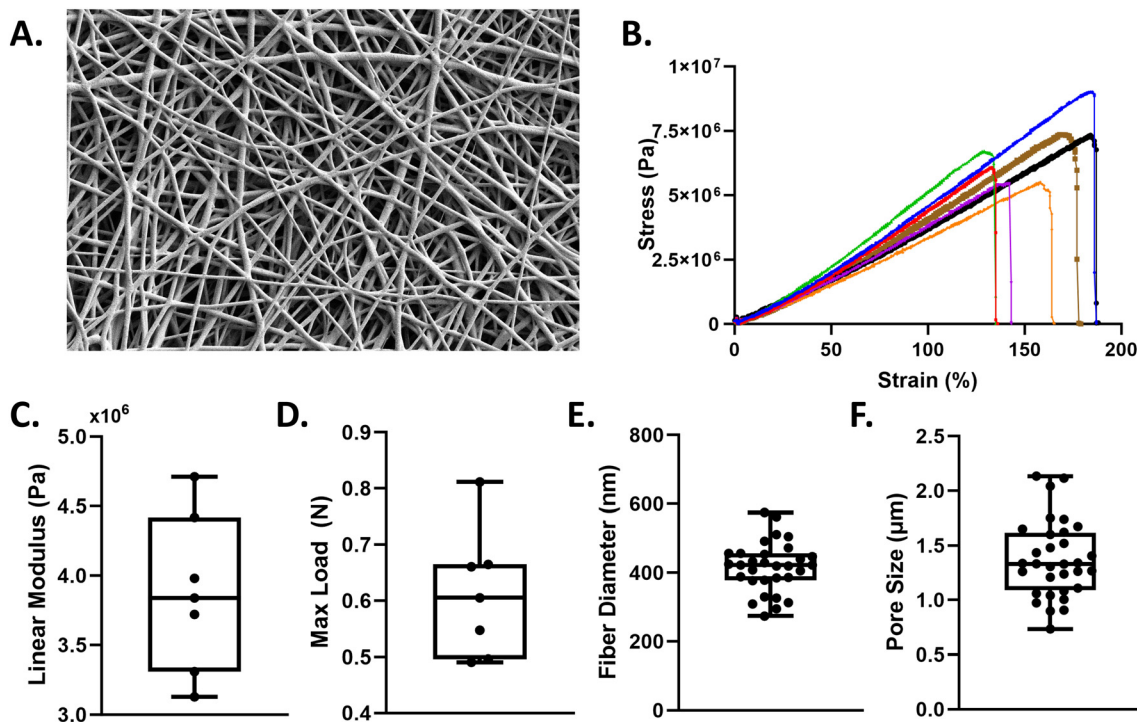 A.
B.
Stress (Pa)
1×10⁷
7.5×10⁶
5.0×10⁶
2.5×10⁶
0
0
50
100
150
200
Strain (%)
C.
x10⁶
Linear Modulus (Pa)
5.0
4.5
4.0
3.5
3.0
D.
Max Load (N)
0.9
0.8
0.7
0.6
0.5
0.4
E.
Fiber Diameter (nm)
800
600
400
200
0
F.
Pore Size (μm)
2.5
2.0
1.5
1.0
0.5
0.0